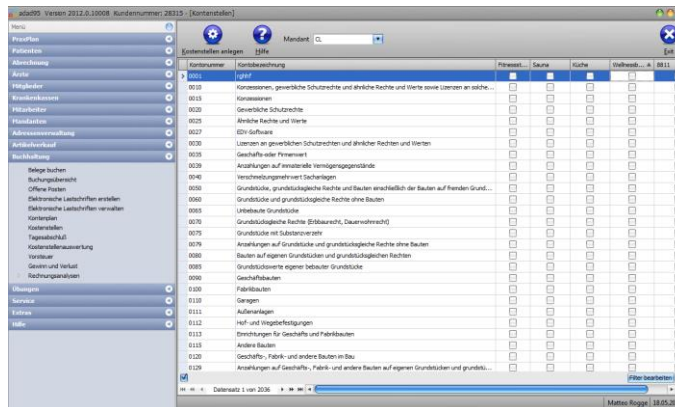 adad95 Version 2012.0.10008 Kundennummer: 28315 - [Kontenstellen]
Menü
PraxPlan
Patienten
Abrechnung
Ärzte
Mitglieder
Krankenkassen
Mitarbeiter
Mandanten
Adressenverwaltung
Artikelverkauf
Buchhaltung
Belege buchen
Buchungsübersicht
Offene Posten
Elektronische Lastschriften erstellen
Elektronische Lastschriften verwalten
Kontenplan
Kostenstellen
Tagesabschluß
Kostenstellenauswertung
Vorsteuer
Gewinn und Verlust
Rechnungsanalysen
Übungen
Service
Extras
Hilfe
Kostenstellen anlegen
Hilfe
Mandant CL
Exit
Kontonummer Kontobezeichnung Fitnesst... Sauna Küche Wellnessb... 8811
0001
0010 Konzessionen, gewerbliche Schutzrechte und ähnliche Rechte und Werte sowie Lizenzen an solche...
0015 Konzessionen
0020 Gewerbliche Schutzrechte
0025 Ähnliche Rechte und Werte
0027 EDV-Software
0030 Lizenzen an gewerblichen Schutzrechten und ähnlichen Rechten und Werten
0035 Geschäfts-oder Firmenwert
0039 Anzahlungen auf immaterielle Vermögensgegenstände
0040 Verschmelzungsmehrwert Sachanlagen
0050 Grundstücke, grundstücksgleiche Rechte und Bauten einschließlich der Bauten auf fremden Grund...
0060 Grundstücke und grundstücksgleiche Rechte ohne Bauten
0065 Unbebaute Grundstücke
0070 Grundstücksgleiche Rechte (Erbbaurecht, Dauerwohnrecht)
0075 Grundstücke mit Substanzverzehr
0079 Anzahlungen auf Grundstücke und grundstücksgleiche Rechte ohne Bauten
0080 Bauten auf eigenen Grundstücken und grundstücksgleichen Rechten
0085 Grundstückswerte eigener bebauter Grundstücke
0090 Geschäftsbauten
0100 Fabrikbauten
0110 Garagen
0111 Außenanlagen
0112 Hof- und Wegebefestigungen
0113 Einrichtungen für Geschäfts und Fabrikbauten
0115 Andere Bauten
0120 Geschäfts-, Fabrik- und andere Bauten im Bau
0129 Anzahlungen auf Geschäfts-, Fabrik- und andere Bauten auf eigenen Grundstücken und grundstü...
Filter bearbeiten
Datensatz 1 von 2036
Matteo Rogge 18.05.20